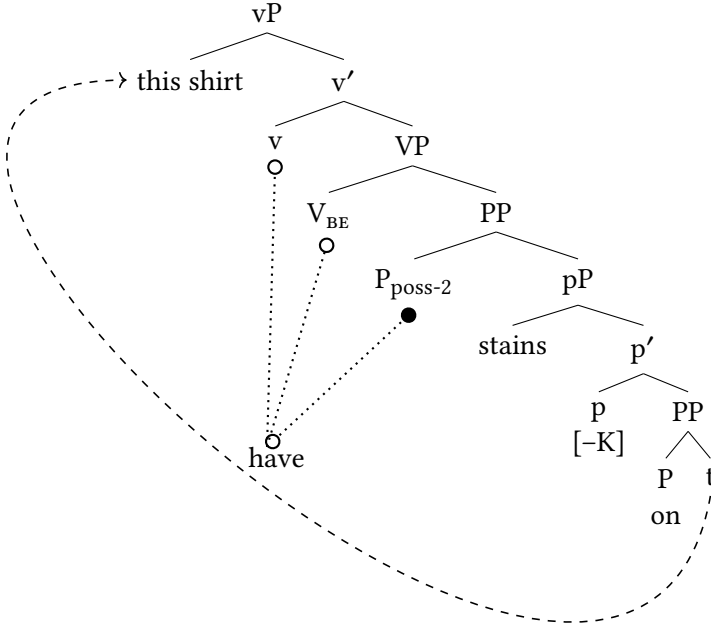 vP
this shirt v′
v VP
V_BE PP
P_poss-2 pP
stains p′
p PP
[–K]
have P t
on